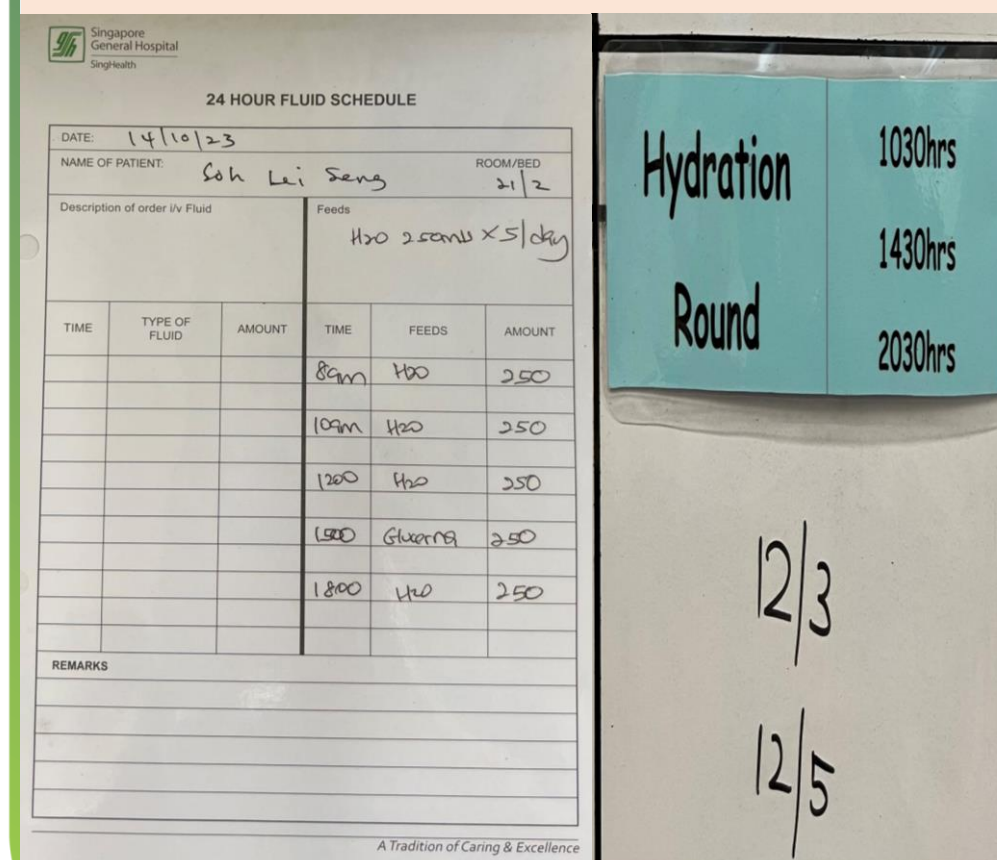 Singapore
General Hospital
SingHealth
24 HOUR FLUID SCHEDULE
DATE: 14/10/23
NAME OF PATIENT: Soh Lei Seng
ROOM/BED
21/2
Description of order i/v Fluid
Feeds
H2O 250mls x 5/day
TIME TYPE OF FLUID AMOUNT TIME FEEDS AMOUNT
8am H2O 250
10am H2O 250
1200 H2O 250
1500 Glucerna 250
1800 H2O 250
REMARKS
A Tradition of Caring & Excellence
Hydration
Round
1030hrs
1430hrs
2030hrs
12/3
12/5